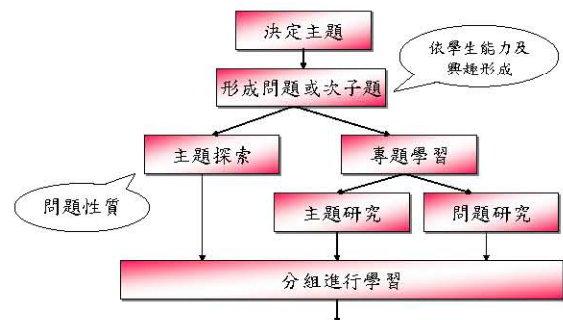 決定主題
依學生能力及
興趣形成
形成問題或次子題
主題探索
專題學習
問題性質
主題研究
問題研究
分組進行學習